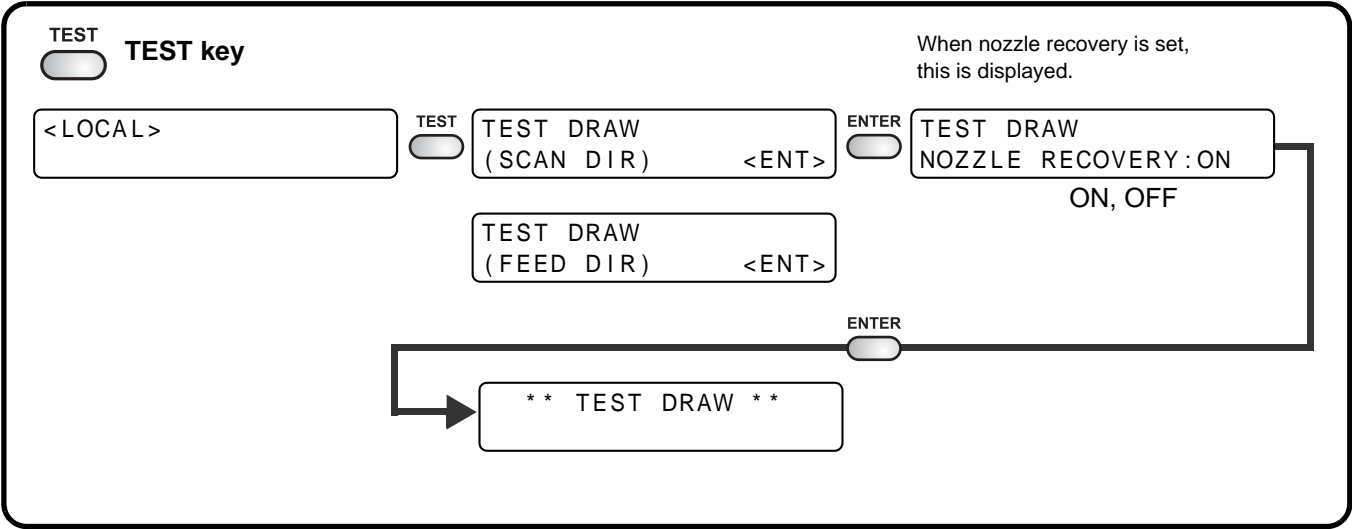 TEST
TEST key
When nozzle recovery is set,
this is displayed.
<LOCAL>
TEST
TEST DRAW
(SCAN DIR) <ENT>
ENTER
TEST DRAW
NOZZLE RECOVERY:ON
ON, OFF
TEST DRAW
(FEED DIR) <ENT>
ENTER
** TEST DRAW **